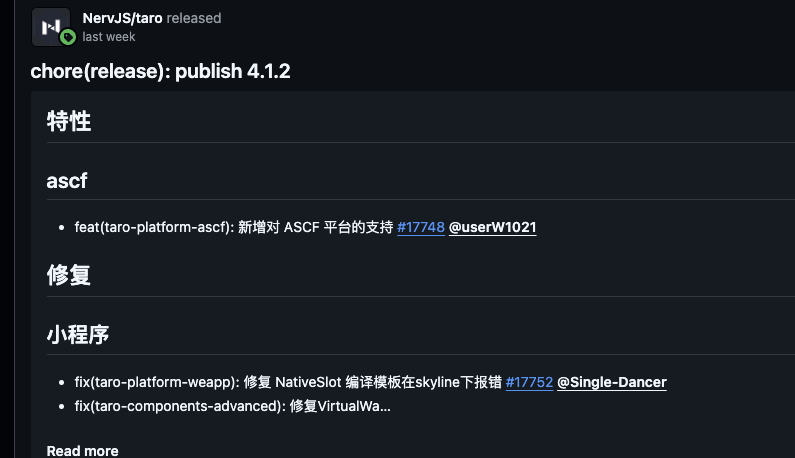 NervJS/taro released
last week
chore(release): publish 4.1.2
特性
ascf
feat(taro-platform-ascf): 新增对 ASCF 平台的支持 #17748 @userW1021
修复
小程序
fix(taro-platform-weapp): 修复 NativeSlot 编译模板在skyline下报错 #17752 @Single-Dancer
fix(taro-components-advanced): 修复VirtualWa...
Read more